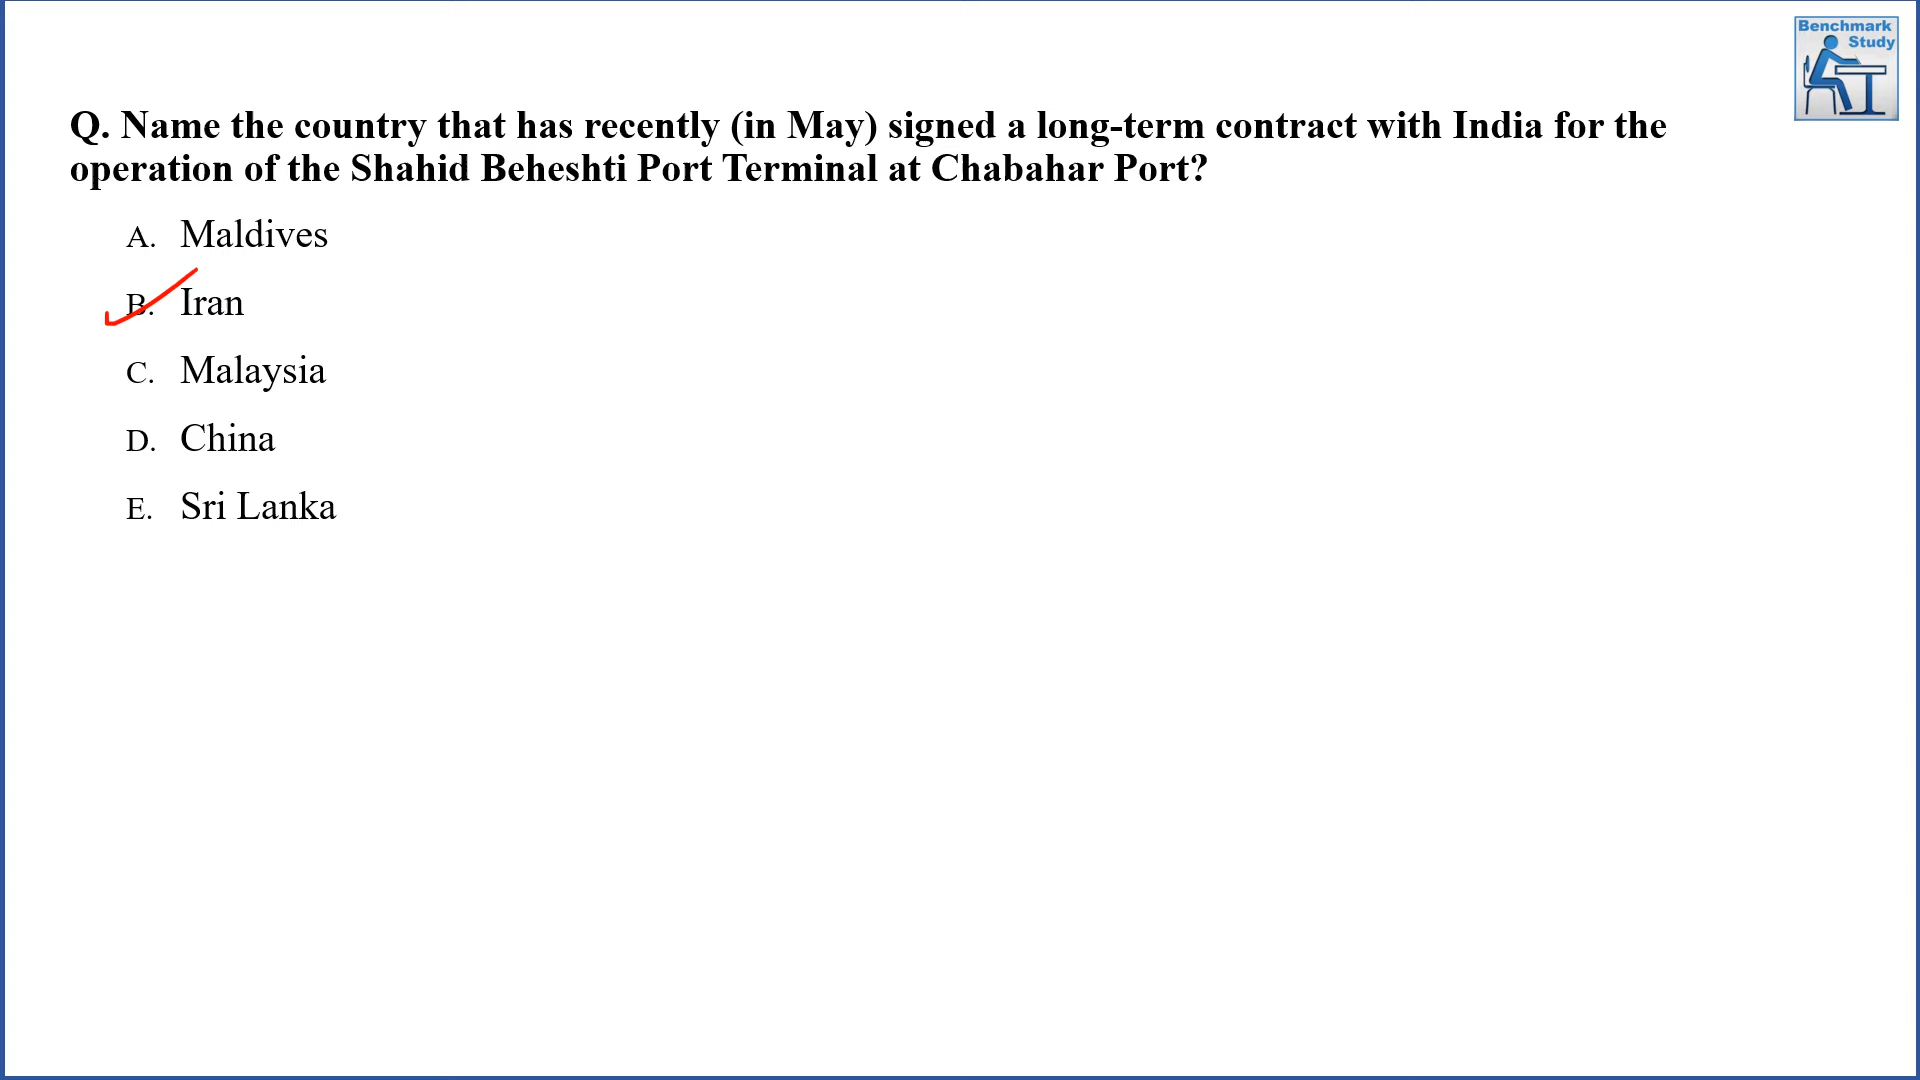 Benchmark
Study
Q. Name the country that has recently (in May) signed a long-term contract with India for the
operation of the Shahid Beheshti Port Terminal at Chabahar Port?
A. Maldives
B. Iran
C. Malaysia
D. China
E. Sri Lanka